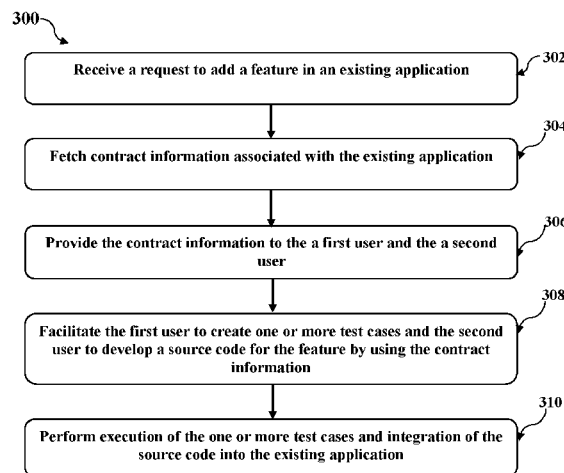 300
Receive a request to add a feature in an existing application
302
304
Fetch contract information associated with the existing application
306
Provide the contract information to the a first user and the a second
user
308
Facilitate the first user to create one or more test cases and the second
user to develop a source code for the feature by using the contract
information
310
Perform execution of the one or more test cases and integration of the
source code into the existing application